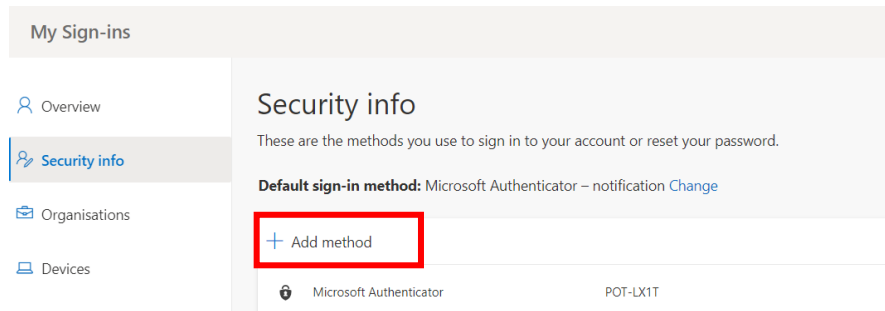 My Sign-ins
Overview
Security info
Organisations
Devices
Security info
These are the methods you use to sign in to your account or reset your password.
Default sign-in method: Microsoft Authenticator – notification Change
Add method
Microsoft Authenticator POT-LX1T